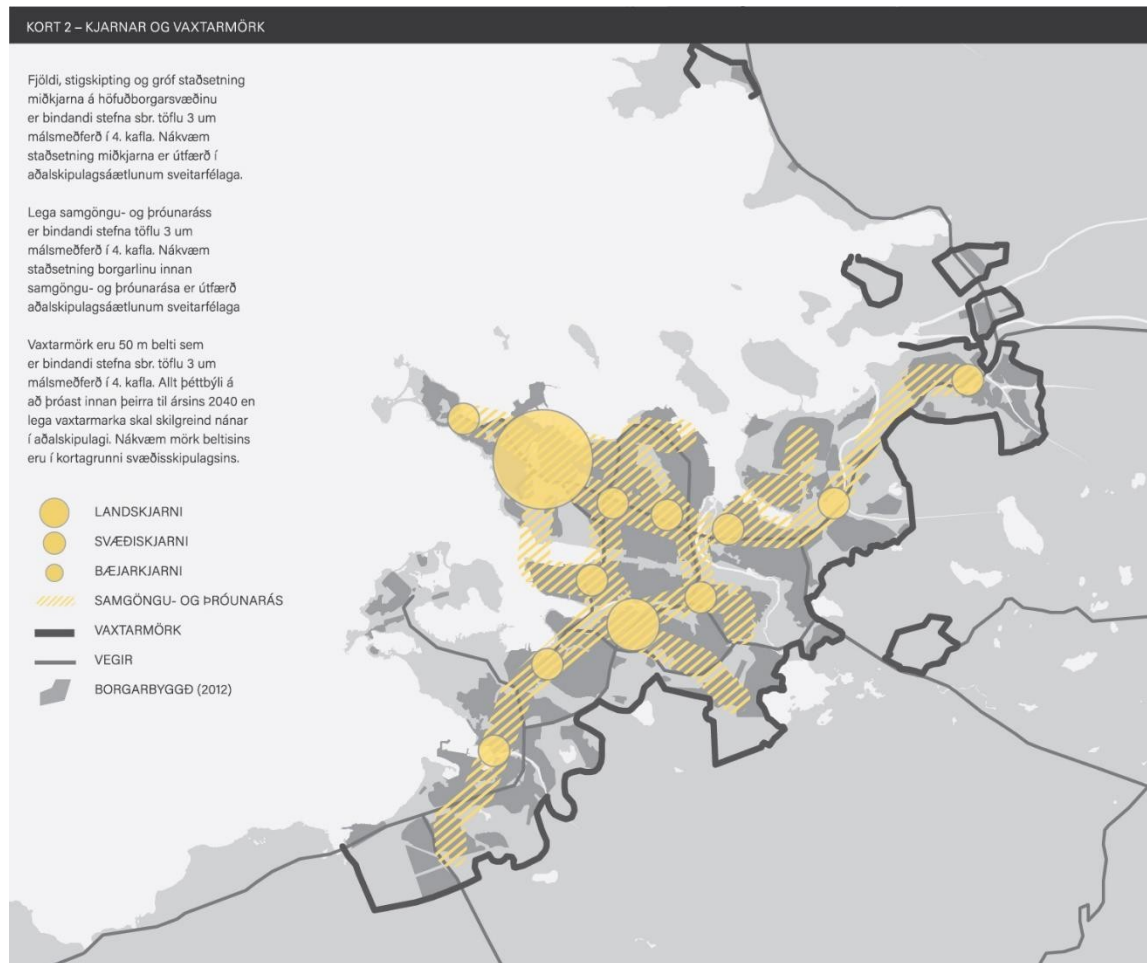 KORT 2 – KJARNAR OG VAXTARMÖRK
Fjöldi, stigskipting og gróf staðsetning
miðkjarna á höfuðborgarsvæðinu
er bindandi stefna sbr. töflu 3 um
málsmeðferð í 4. kafla. Nákvæm
staðsetning miðkjarna er útfærð í
aðalskipulagsáætlunum sveitarfélaga.
Lega samgöngu- og þróunaráss
er bindandi stefna töflu 3 um
málsmeðferð í 4. kafla. Nákvæm
staðsetning borgarlinu innan
samgöngu- og þróunarása er útfærð
aðalskipulagsáætlunum sveitarfélaga
Vaxtarmörk eru 50 m belti sem
er bindandi stefna sbr. töflu 3 um
málsmeðferð í 4. kafla. Allt þéttbýli á
að þróast innan þeirra til ársins 2040 en
lega vaxtarmarka skal skilgreind nánar
í aðalskipulagi. Nákvæm mörk beltisins
eru í kortagrunni svæðisskipulagsins.
LANDSKJARNI
SVÆÐISKJARNI
BÆJARKJARNI
SAMGÖNGU- OG ÞRÓUNARÁS
VAXTARMÖRK
VEGIR
BORGARBYGGÐ (2012)